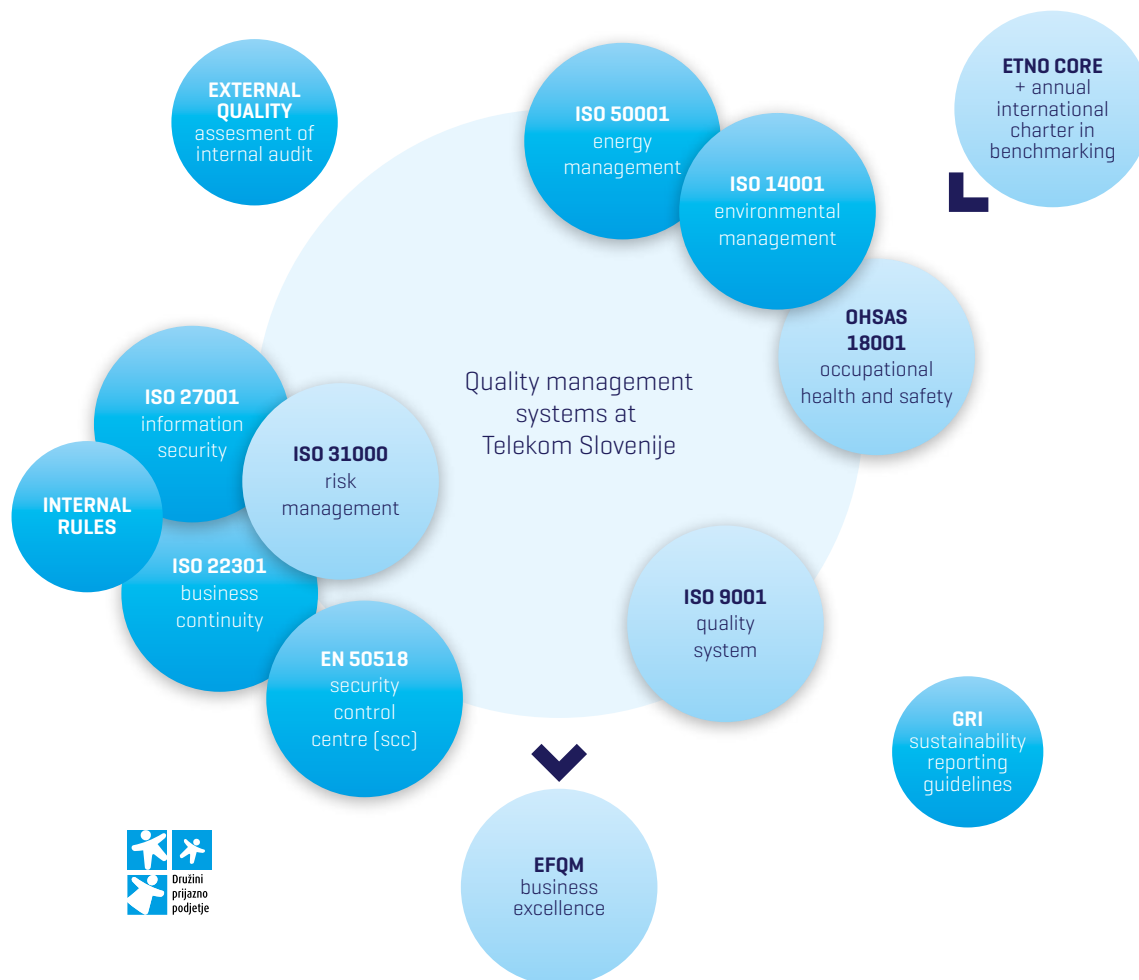 EXTERNAL
QUALITY
assesment of
internal audit
ISO 50001
energy
management
ETNO CORE
+ annual
international
charter in
benchmarking
ISO 14001
environmental
management
OHSAS
18001
occupational
health and safety
Quality management
systems at
Telekom Slovenije
ISO 27001
information
security
ISO 31000
risk
management
INTERNAL
RULES
ISO 22301
business
continuity
ISO 9001
quality
system
EN 50518
security
control
centre (scc)
GRI
sustainability
reporting
guidelines
EFQM
business
excellence
Družini
prijazno
podjetje